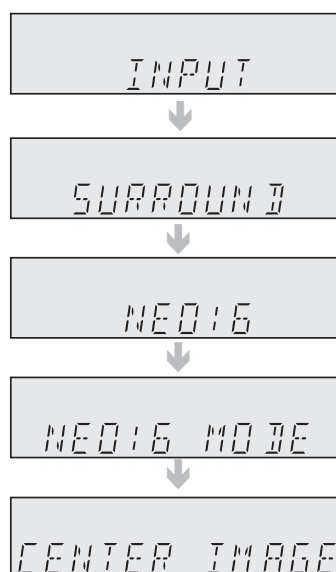 INPUT
SURROUND
NEO:6
NEO:6 MODE
CENTER IMAGE